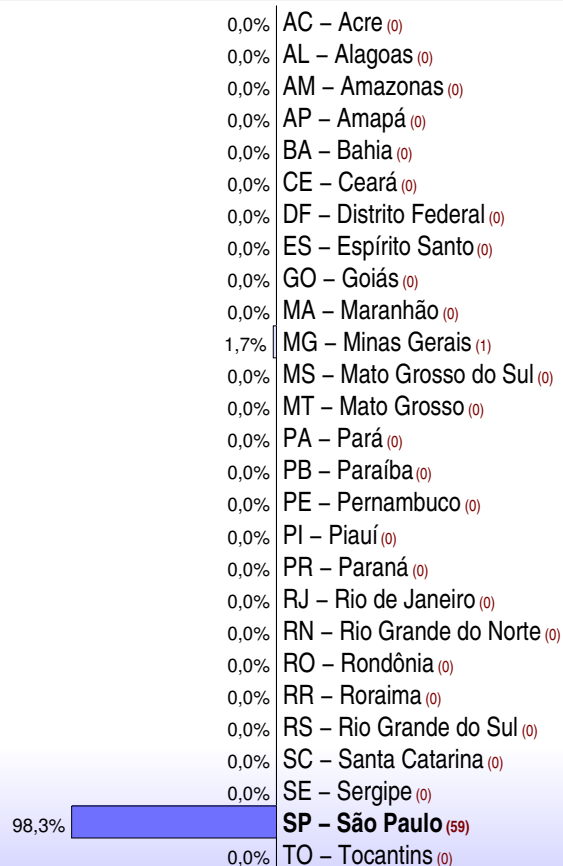 0,0% AC – Acre (0)
0,0% AL – Alagoas (0)
0,0% AM – Amazonas (0)
0,0% AP – Amapá (0)
0,0% BA – Bahia (0)
0,0% CE – Ceará (0)
0,0% DF – Distrito Federal (0)
0,0% ES – Espírito Santo (0)
0,0% GO – Goiás (0)
0,0% MA – Maranhão (0)
1,7% MG – Minas Gerais (1)
0,0% MS – Mato Grosso do Sul (0)
0,0% MT – Mato Grosso (0)
0,0% PA – Pará (0)
0,0% PB – Paraíba (0)
0,0% PE – Pernambuco (0)
0,0% PI – Piauí (0)
0,0% PR – Paraná (0)
0,0% RJ – Rio de Janeiro (0)
0,0% RN – Rio Grande do Norte (0)
0,0% RO – Rondônia (0)
0,0% RR – Roraima (0)
0,0% RS – Rio Grande do Sul (0)
0,0% SC – Santa Catarina (0)
0,0% SE – Sergipe (0)
98,3% SP – São Paulo (59)
0,0% TO – Tocantins (0)